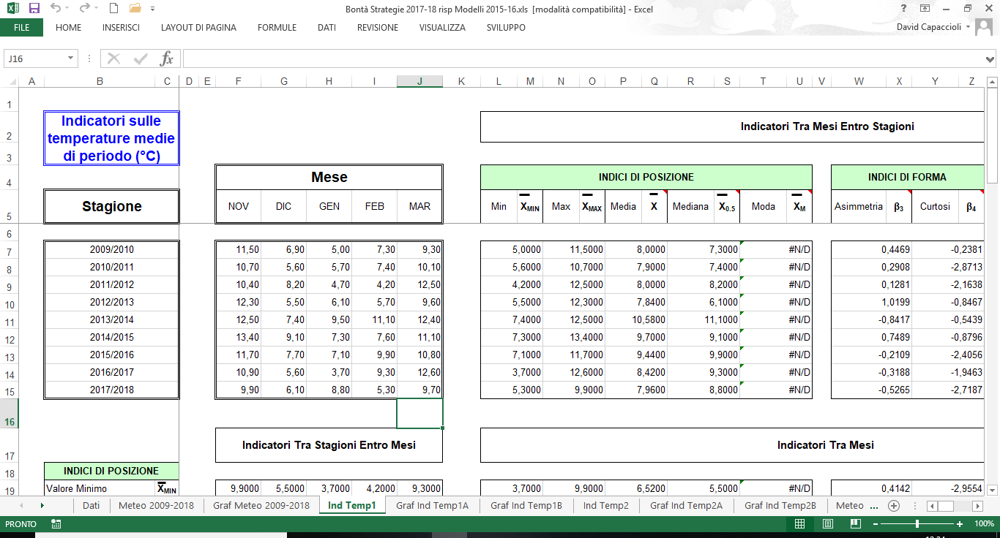 Bontà Strategie 2017-18 risp Modelli 2015-16.xls [modalità compatibilità] - Excel
FILE HOME INSERISCI LAYOUT DI PAGINA FORMULE DATI REVISIONE VISUALIZZA SVILUPPO David Capaccioli
J16 fx
A B C D E F G H I J K L M N O P Q R S T U V W X Y Z
1
Indicatori sulle
temperature medie
di periodo (°C)
2 Indicatori Tra Mesi Entro Stagioni
3
4 Mese INDICI DI POSIZIONE INDICI DI FORMA
5 Stagione NOV DIC GEN FEB MAR Min X̅MIN Max X̅MAX Media X̅ Mediana X̅0.5 Moda X̅M Asimmetria β3 Curtosi β4
6
7 2009/2010 11,50 6,90 5,00 7,30 9,30 5,0000 11,5000 8,0000 7,3000 #N/D 0,4469 -0,2381
8 2010/2011 10,70 5,60 5,70 7,40 10,10 5,6000 10,7000 7,9000 7,4000 #N/D 0,2908 -2,8713
9 2011/2012 10,40 8,20 4,70 4,20 12,50 4,2000 12,5000 8,0000 8,2000 #N/D 0,1281 -2,1638
10 2012/2013 12,30 5,50 6,10 5,70 9,60 5,5000 12,3000 7,8400 6,1000 #N/D 1,0199 -0,8467
11 2013/2014 12,50 7,40 9,50 11,10 12,40 7,4000 12,5000 10,5800 11,1000 #N/D -0,8417 -0,5439
12 2014/2015 13,40 9,10 7,30 7,60 11,10 7,3000 13,4000 9,7000 9,1000 #N/D 0,7489 -0,8796
13 2015/2016 11,70 7,70 7,10 9,90 10,80 7,1000 11,7000 9,4400 9,9000 #N/D -0,2109 -2,4056
14 2016/2017 10,90 5,60 3,70 9,30 12,60 3,7000 12,6000 8,4200 9,3000 #N/D -0,3188 -1,9463
15 2017/2018 9,90 6,10 8,80 5,30 9,70 5,3000 9,9000 7,9600 8,8000 #N/D -0,5265 -2,7187
16
17 Indicatori Tra Stagioni Entro Mesi Indicatori Tra Mesi
18 INDICI DI POSIZIONE
19 Valore Minimo X̅MIN 9,9000 5,5000 3,7000 4,2000 9,3000 3,7000 9,9000 6,5200 5,5000 #N/D 0,4142 -2,9554
Dati Meteo 2009-2018 Graf Meteo 2009-2018 Ind Temp1 Graf Ind Temp1A Graf Ind Temp1B Ind Temp2 Graf Ind Temp2A Graf Ind Temp2B Meteo ...
PRONTO 100%